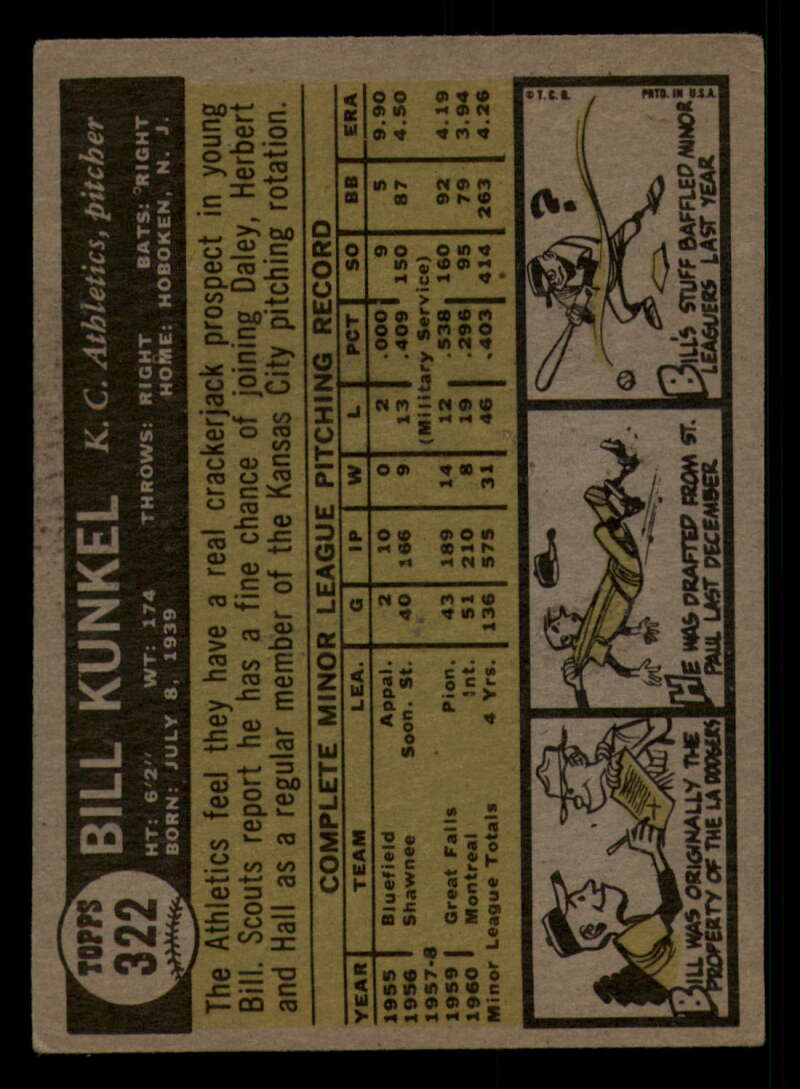 TOPPS
322
BILL KUNKEL K. C. Athletics, pitcher
HT: 6'2" WT: 174 THROWS: RIGHT BATS: RIGHT
BORN: JULY 8, 1939 HOME: HOBOKEN, N. J.
The Athletics feel they have a real crackerjack prospect in young
Bill. Scouts report he has a fine chance of joining Daley, Herbert
and Hall as a regular member of the Kansas City pitching rotation.
COMPLETE MINOR LEAGUE PITCHING RECORD
YEAR TEAM LEA. G IP W L PCT SO BB ERA
1955 Bluefield Appal. 2 10 0 2 .000 9 5 9.90
1956 Shawnee Soon. St. 40 166 9 13 .409 150 87 4.50
1957-8 (Military Service)
1959 Great Falls Pion. 43 189 14 12 .538 160 92 4.19
1960 Montreal Int. 51 210 8 19 .296 95 79 3.94
Minor League Totals 4 Yrs. 136 575 31 46 .403 414 263 4.26
BILL WAS ORIGINALLY THE
PROPERTY OF THE LA DODGERS
HE WAS DRAFTED FROM ST.
PAUL LAST DECEMBER
© T. C. G. PRTD. IN U.S.A.
?
BILL'S STUFF BAFFLED MINOR
LEAGUERS LAST YEAR